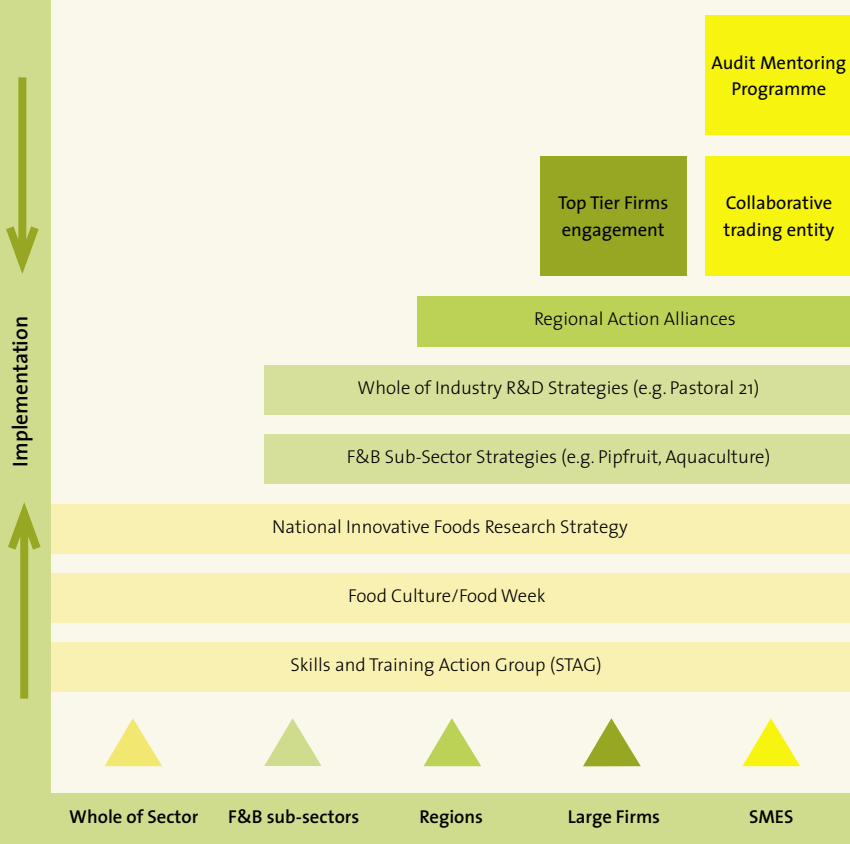 Audit Mentoring
Programme
Top Tier Firms
engagement
Collaborative
trading entity
Regional Action Alliances
Whole of Industry R&D Strategies (e.g. Pastoral 21)
F&B Sub-Sector Strategies (e.g. Pipfruit, Aquaculture)
National Innovative Foods Research Strategy
Food Culture/Food Week
Skills and Training Action Group (STAG)
Implementation
Whole of Sector
F&B sub-sectors
Regions
Large Firms
SMES